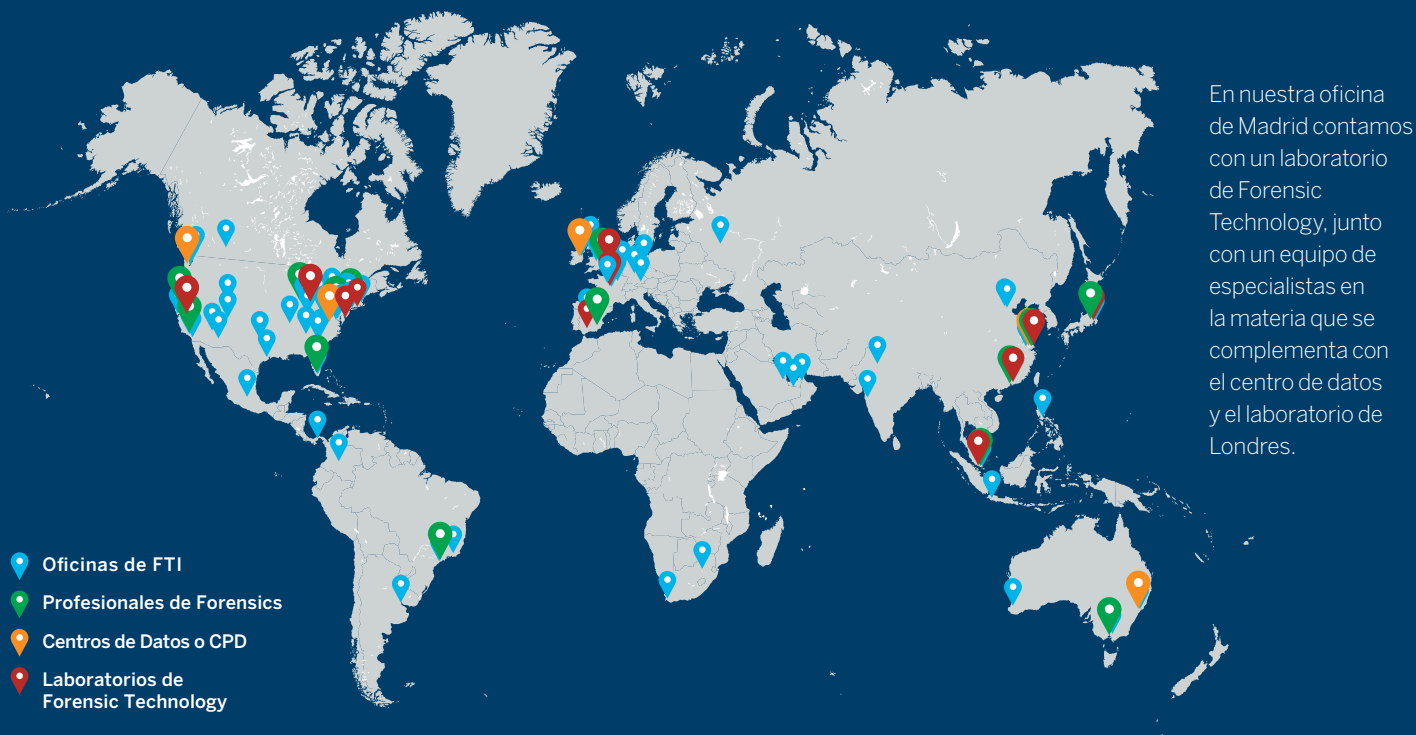 En nuestra oficina
de Madrid contamos
con un laboratorio
de Forensic
Technology, junto
con un equipo de
especialistas en
la materia que se
complementa con
el centro de datos
y el laboratorio de
Londres.
Oficinas de FTI
Profesionales de Forensics
Centros de Datos o CPD
Laboratorios de
Forensic Technology